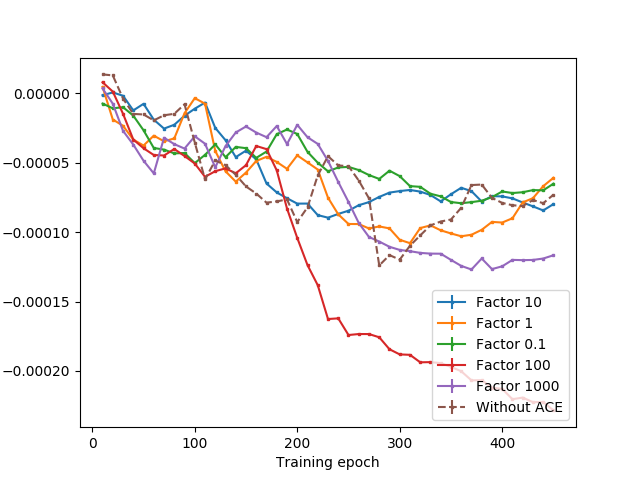 0.00000
−0.00005
−0.00010
−0.00015
−0.00020
0
100
200
300
400
Training epoch
Factor 10
Factor 1
Factor 0.1
Factor 100
Factor 1000
Without ACE